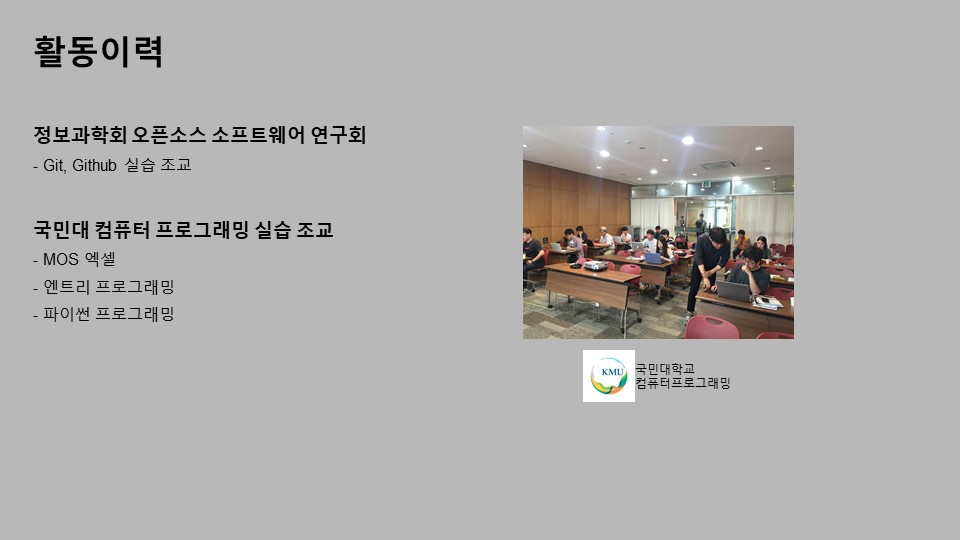 활동이력
정보과학회 오픈소스 소프트웨어 연구회
- Git, Github 실습 조교
국민대 컴퓨터 프로그래밍 실습 조교
- MOS 엑셀
- 엔트리 프로그래밍
- 파이썬 프로그래밍
KMU
국민대학교
컴퓨터프로그래밍